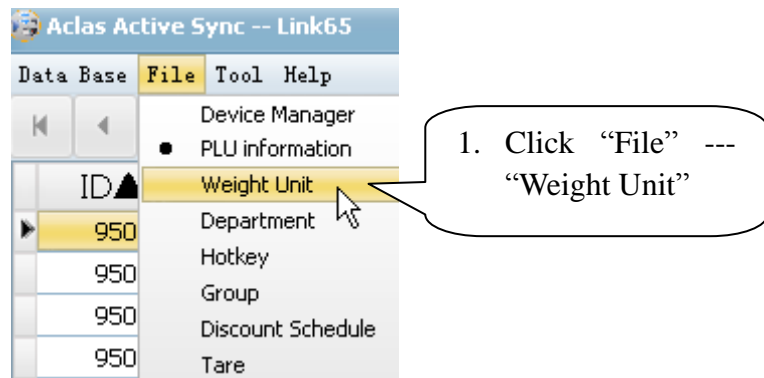 Aclas Active Sync -- Link65
Data Base File Tool Help
Device Manager
PLU information
Weight Unit
Department
Hotkey
Group
Discount Schedule
Tare
ID
950
950
950
950
1. Click “File” ---
“Weight Unit”